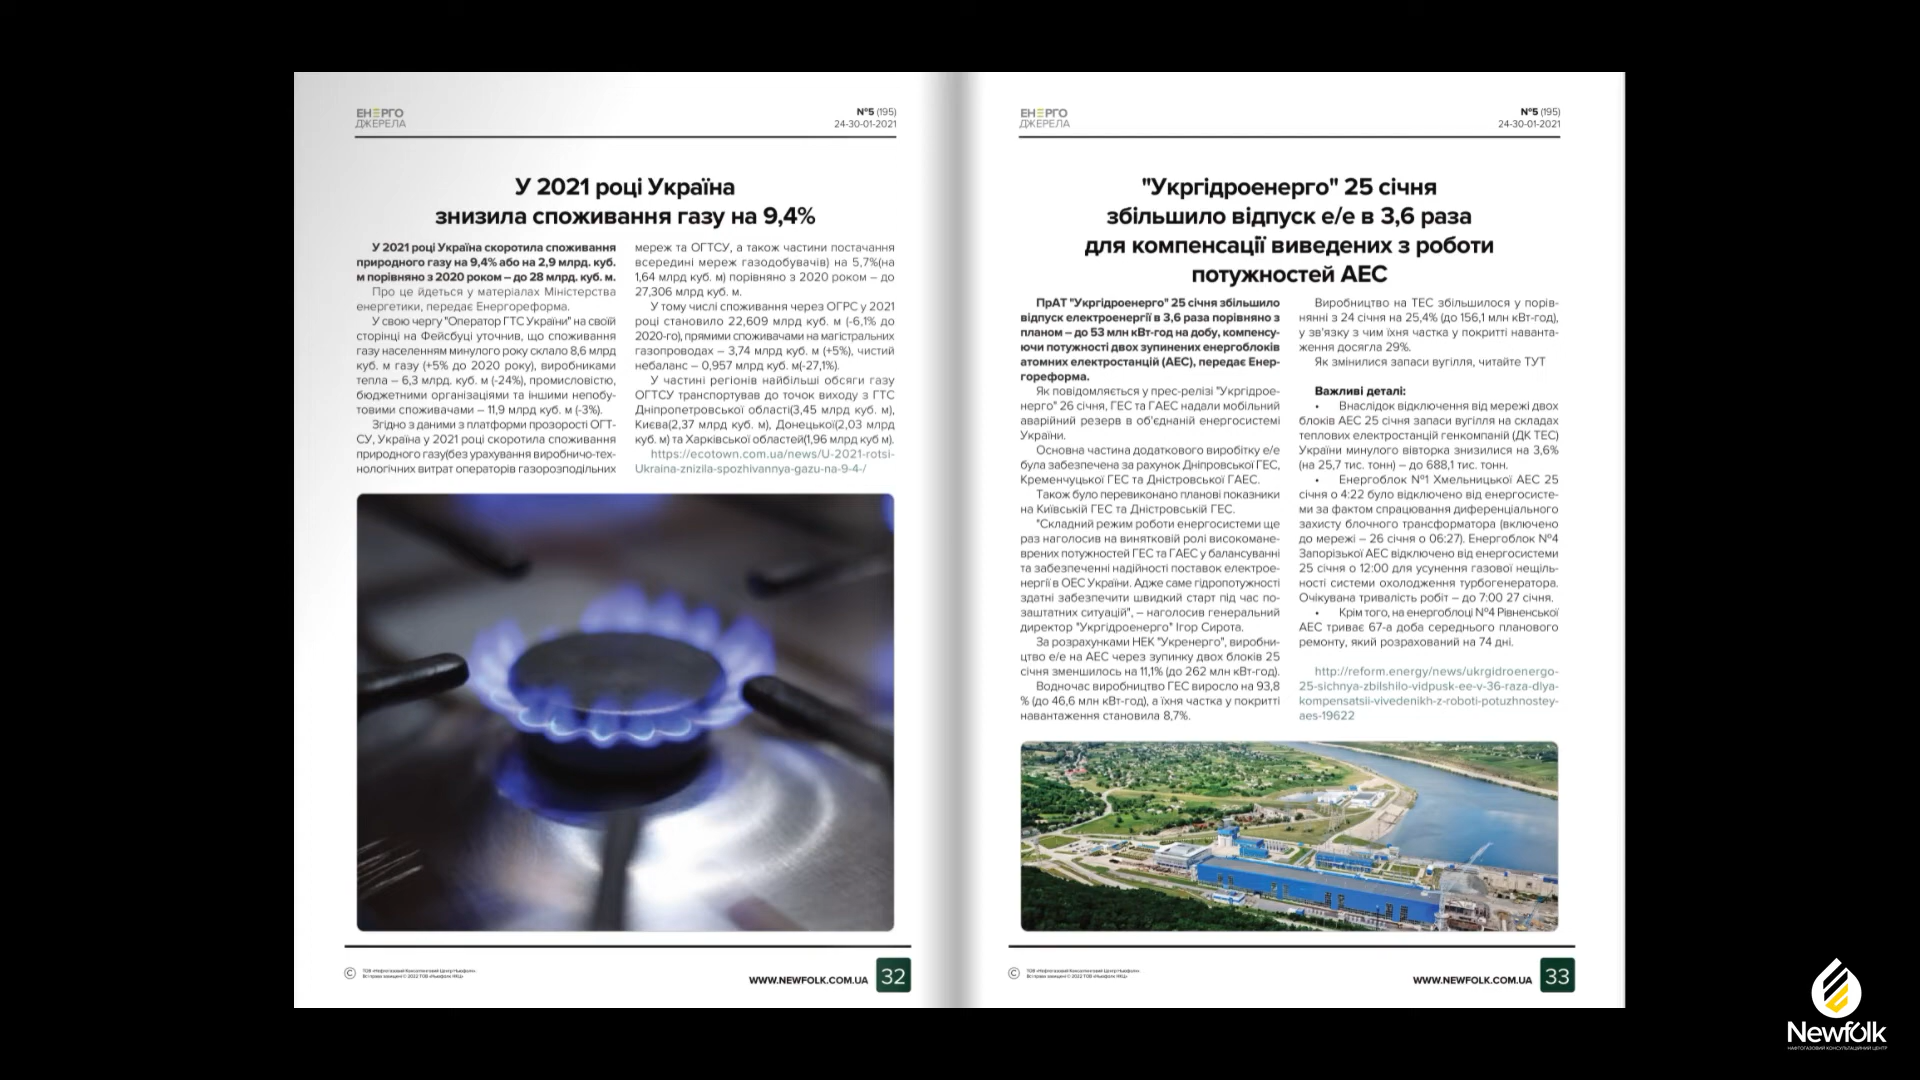 ЕНЕРГО
ДЖЕРЕЛА
№5 (195)
24-30-01-2021
У 2021 році Україна
знизила споживання газу на 9,4%
У 2021 році Україна скоротила споживання
природного газу на 9,4% або на 2,9 млрд. куб.
м порівняно з 2020 роком – до 28 млрд. куб. м.
Про це йдеться у матеріалах Міністерства
енергетики, передає Енергореформа.
У свою чергу "Оператор ГТС України" на своїй
сторінці на Фейсбуці уточнив, що споживання
газу населенням минулого року склало 8,6 млрд
куб. м газу (+5% до 2020 року), виробниками
тепла – 6,3 млрд. куб. м (-24%), промисловістю,
бюджетними організаціями та іншими непобу-
товими споживачами – 11,9 млрд куб. м (-3%).
Згідно з даними з платформи прозорості ОГТ-
СУ, Україна у 2021 році скоротила споживання
природного газу(без урахування виробничо-тех-
нологічних витрат операторів газорозподільних
мереж та ОГТСУ, а також частини постачання
всередині мереж газодобувачів) на 5,7%(на
1,64 млрд куб. м) порівняно з 2020 роком – до
27,306 млрд куб. м.
У тому числі споживання через ОГРС у 2021
році становило 22,609 млрд куб. м (-6,1% до
2020-го), прямими споживачами на магістральних
газопроводах – 3,74 млрд куб. м (+5%), чистий
небаланс – 0,957 млрд куб. м(-27,1%).
У частині регіонів найбільші обсяги газу
ОГТСУ транспортував до точок виходу з ГТС
Дніпропетровської області(3,45 млрд куб. м),
Києва(2,37 млрд куб. м), Донецької(2,03 млрд
куб. м) та Харківської областей(1,96 млрд куб м).
https://ecotown.com.ua/news/U-2021-rotsi-
Ukraina-znizila-spozhivannya-gazu-na-9-4-/
© ТОВ «Нафтогазовий Консалтинговий Центр Ньюфолк».
Всі права захищені © 2022 ТОВ «Ньюфолк НКЦ»
WWW.NEWFOLK.COM.UA 32
ЕНЕРГО
ДЖЕРЕЛА
№5 (195)
24-30-01-2021
"Укргідроенерго" 25 січня
збільшило відпуск е/е в 3,6 раза
для компенсації виведених з роботи
потужностей АЕС
ПрАТ "Укргідроенерго" 25 січня збільшило
відпуск електроенергії в 3,6 раза порівняно з
планом – до 53 млн кВт-год на добу, компенсу-
ючи потужності двох зупинених енергоблоків
атомних електростанцій (АЕС), передає Енер-
гореформа.
Як повідомляється у прес-релізі "Укргідрое-
нерго" 26 січня, ГЕС та ГАЕС надали мобільний
аварійний резерв в об'єднаній енергосистемі
України.
Основна частина додаткового виробітку е/е
була забезпечена за рахунок Дніпровської ГЕС,
Кременчуцької ГЕС та Дністровської ГАЕС.
Також було перевиконано планові показники
на Київській ГЕС та Дністровській ГЕС.
"Складний режим роботи енергосистеми ще
раз наголосив на винятковій ролі високомане-
врених потужностей ГЕС та ГАЕС у балансуванні
та забезпеченні надійності поставок електрое-
нергії в ОЕС України. Адже саме гідропотужності
здатні забезпечити швидкий старт під час по-
заштатних ситуацій", – наголосив генеральний
директор "Укргідроенерго" Ігор Сирота.
За розрахунками НЕК "Укренерго", виробни-
цтво е/е на АЕС через зупинку двох блоків 25
січня зменшилось на 11,1% (до 262 млн кВт-год).
Водночас виробництво ГЕС виросло на 93,8
% (до 46,6 млн кВт-год), а їхня частка у покритті
навантаження становила 8,7%.
Виробництво на ТЕС збільшилося у порів-
нянні з 24 січня на 25,4% (до 156,1 млн кВт-год),
у зв'язку з чим їхня частка у покритті наванта-
ження досягла 29%.
Як змінилися запаси вугілля, читайте ТУТ
Важливі деталі:
• Внаслідок відключення від мережі двох
блоків АЕС 25 січня запаси вугілля на складах
теплових електростанцій генкомпаній (ДК ТЕС)
України минулого вівторка знизилися на 3,6%
(на 25,7 тис. тонн) – до 688,1 тис. тонн.
• Енергоблок №1 Хмельницької АЕС 25
січня о 4:22 було відключено від енергосисте-
ми за фактом спрацювання диференціального
захисту блочного трансформатора (включено
до мережі – 26 січня о 06:27). Енергоблок №4
Запорізької АЕС відключено від енергосистеми
25 січня о 12:00 для усунення газової нещіль-
ності системи охолодження турбогенератора.
Очікувана тривалість робіт – до 7:00 27 січня.
• Крім того, на енергоблоці №4 Рівненської
АЕС триває 67-а доба середнього планового
ремонту, який розрахований на 74 дні.
http://reform.energy/news/ukrgidroenergo-
25-sichnya-zbilshilo-vidpusk-ee-v-36-raza-dlya-
kompensatsii-vivedenikh-z-roboti-potuzhnostey-
aes-19622
© ТОВ «Нафтогазовий Консалтинговий Центр Ньюфолк».
Всі права захищені © 2022 ТОВ «Ньюфолк НКЦ»
WWW.NEWFOLK.COM.UA 33
Newfolk
НАФТОГАЗОВИЙ КОНСУЛЬТАЦІЙНИЙ ЦЕНТР